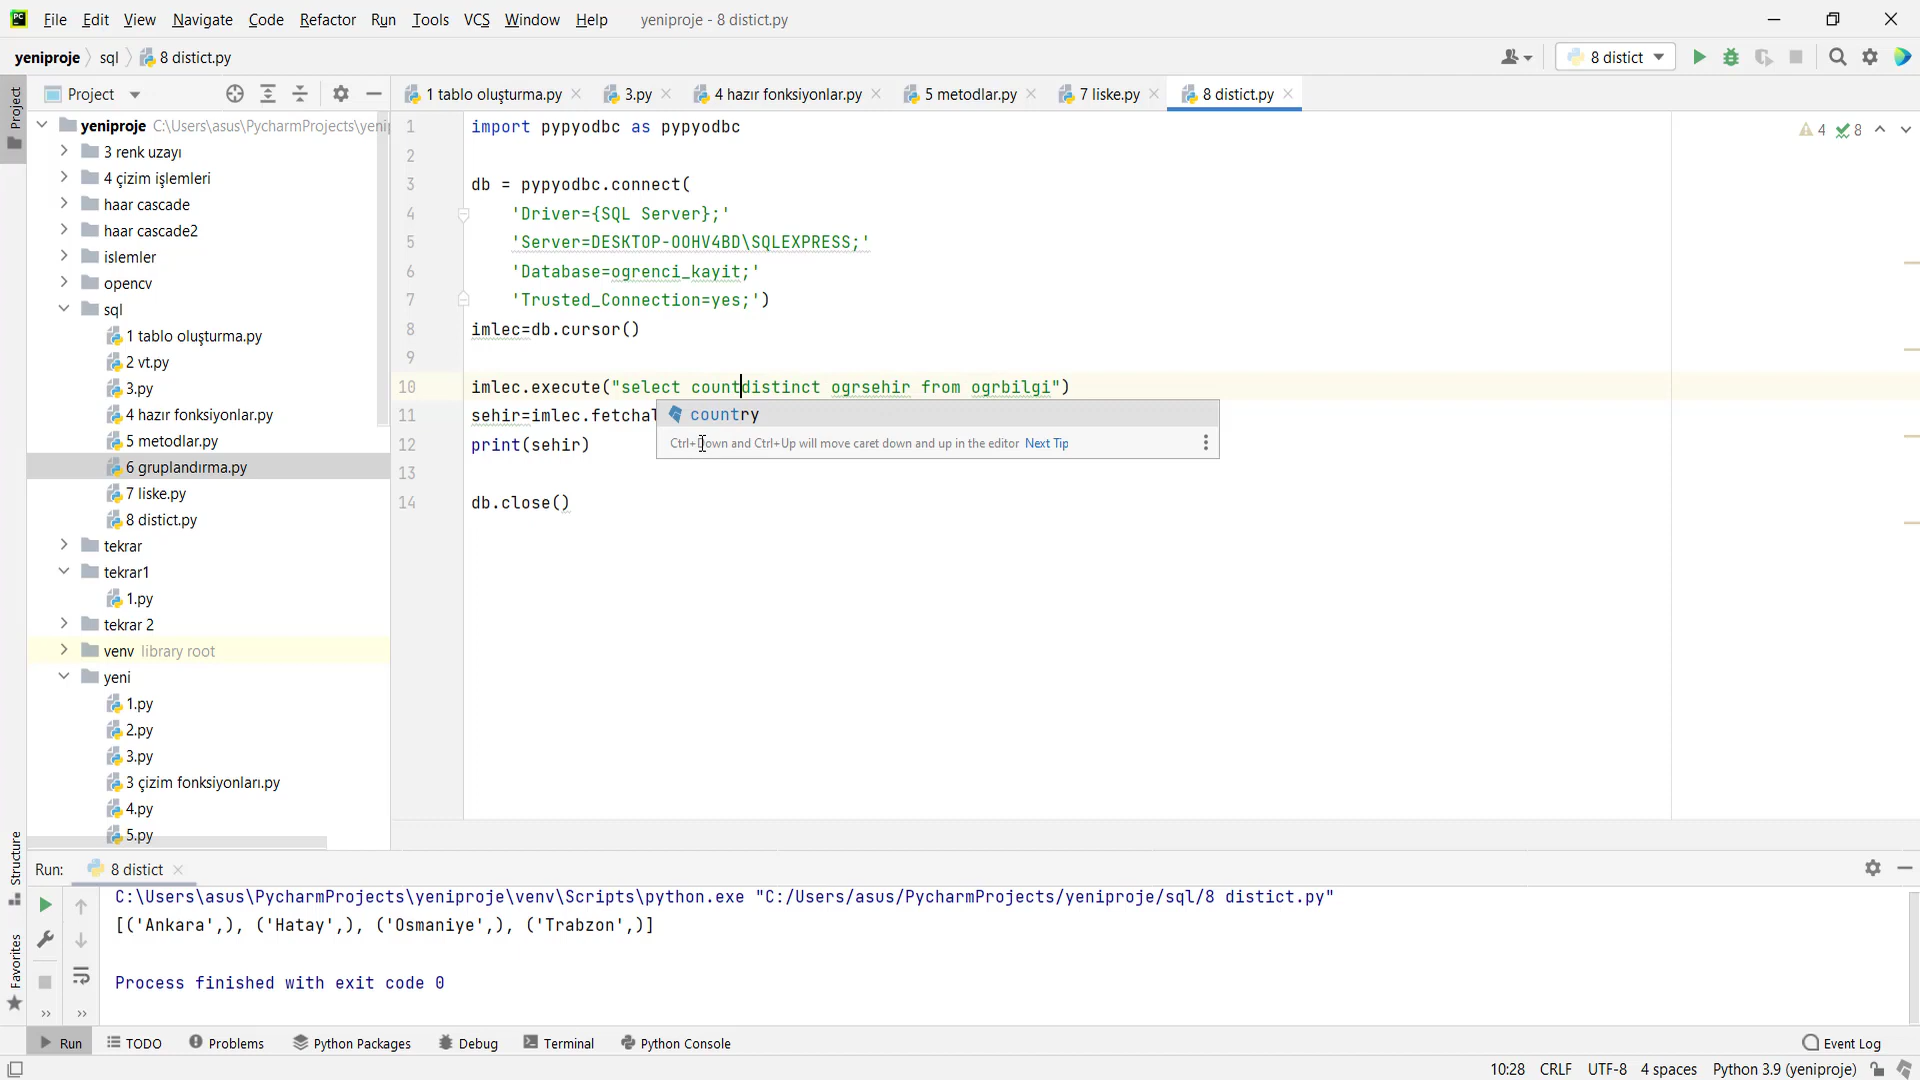 File Edit View Navigate Code Refactor Run Tools VCS Window Help yeniproje - 8 distict.py
yeniproje sql 8 distict.py 8 distict
Project
Project
1 tablo oluşturma.py 3.py 4 hazır fonksiyonlar.py 5 metodlar.py 7 liske.py 8 distict.py
yeniproje C:\Users\asus\PycharmProjects\yeni
3 renk uzayı
4 çizim işlemleri
haar cascade
haar cascade2
islemler
opencv
sql
1 tablo oluşturma.py
2 vt.py
3.py
4 hazır fonksiyonlar.py
5 metodlar.py
6 gruplandırma.py
7 liske.py
8 distict.py
tekrar
tekrar1
1.py
tekrar 2
venv library root
yeni
1.py
2.py
3.py
3 çizim fonksiyonları.py
4.py
5.py
4 8
1 import pypyodbc as pypyodbc
2
3 db = pypyodbc.connect(
4 'Driver={SQL Server};'
5 'Server=DESKTOP-OOHV4BD\SQLEXPRESS;'
6 'Database=ogrenci_kayit;'
7 'Trusted_Connection=yes;')
8 imlec=db.cursor()
9
10 imlec.execute("select countdistinct ogrsehir from ogrbilgi")
11 sehir=imlec.fetchal
12 print(sehir)
13
14 db.close()
country
Ctrl+Down and Ctrl+Up will move caret down and up in the editor Next Tip
Structure
Favorites
Run: 8 distict
C:\Users\asus\PycharmProjects\yeniproje\venv\Scripts\python.exe "C:/Users/asus/PycharmProjects/yeniproje/sql/8 distict.py"
[('Ankara',), ('Hatay',), ('Osmaniye',), ('Trabzon',)]
Process finished with exit code 0
Run TODO Problems Python Packages Debug Terminal Python Console Event Log
10:28 CRLF UTF-8 4 spaces Python 3.9 (yeniproje)